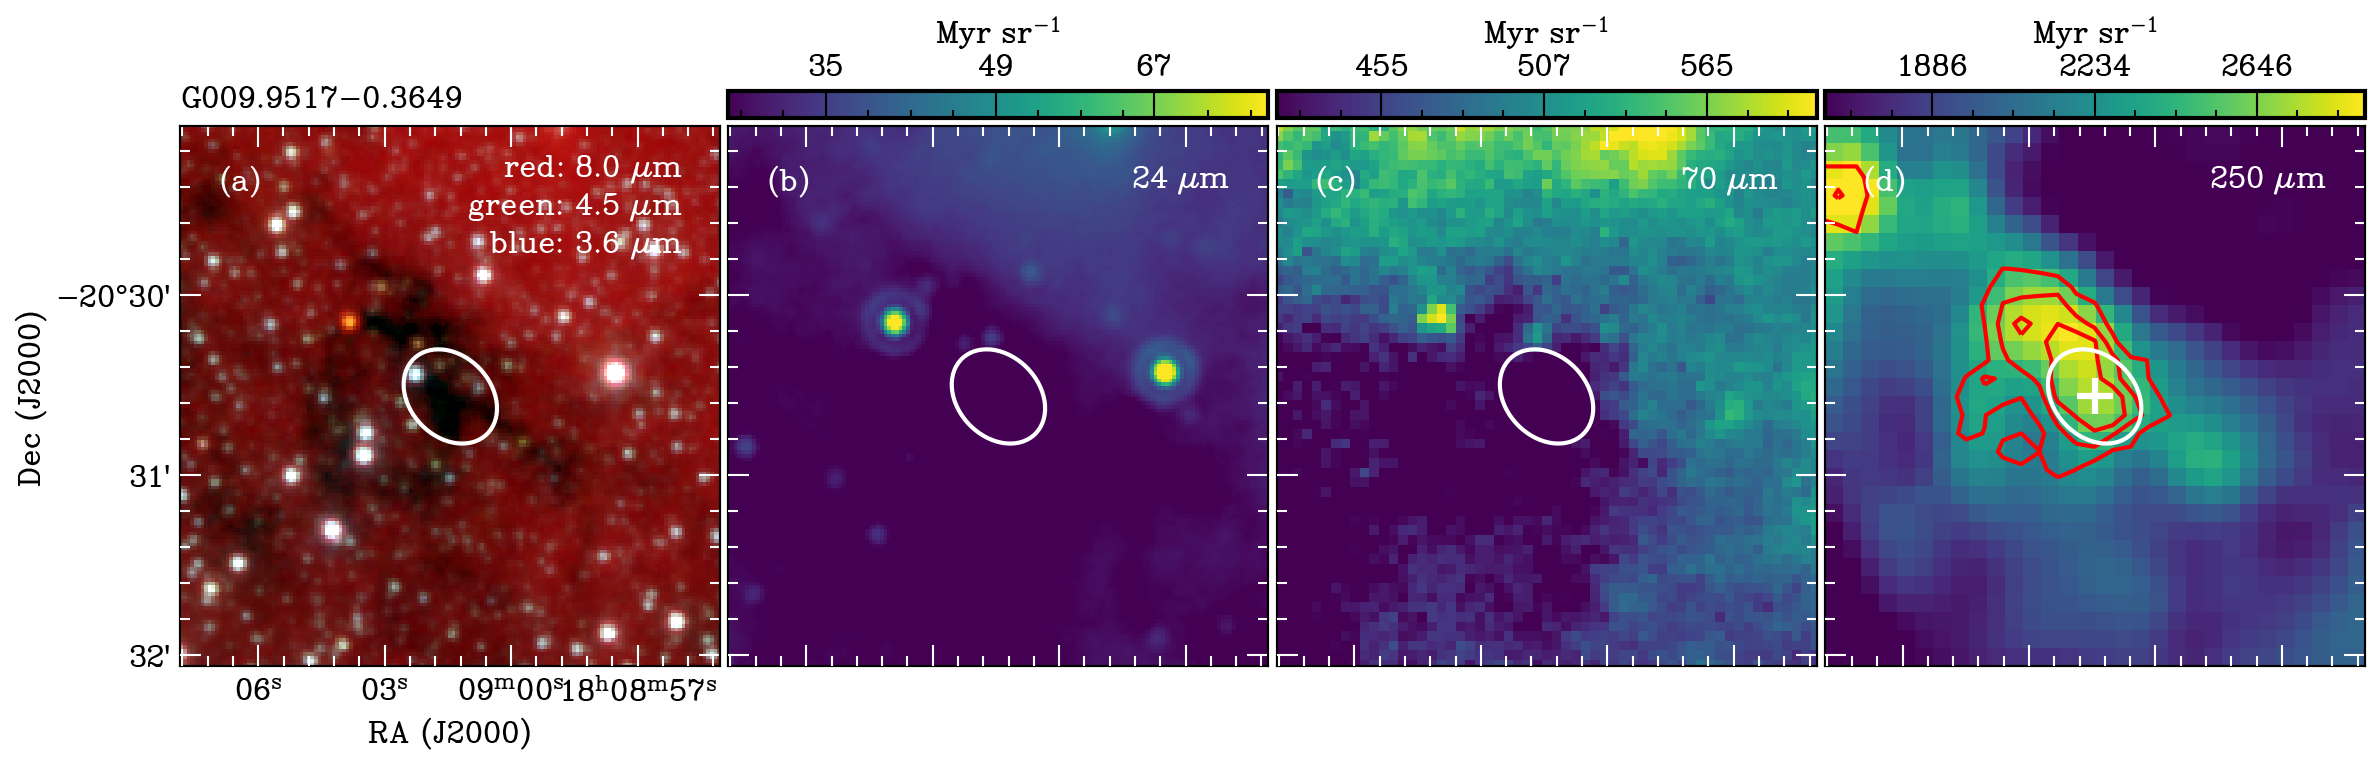 Myr sr⁻¹
35 49 67
Myr sr⁻¹
455 507 565
Myr sr⁻¹
1886 2234 2646
G009.9517−0.3649
(a)
red: 8.0 μm
green: 4.5 μm
blue: 3.6 μm
(b)
24 μm
(c)
70 μm
(d)
250 μm
Dec (J2000)
−20°30'
31'
32'
06ˢ 03ˢ 09ᵐ00ˢ 18ʰ08ᵐ57ˢ
RA (J2000)